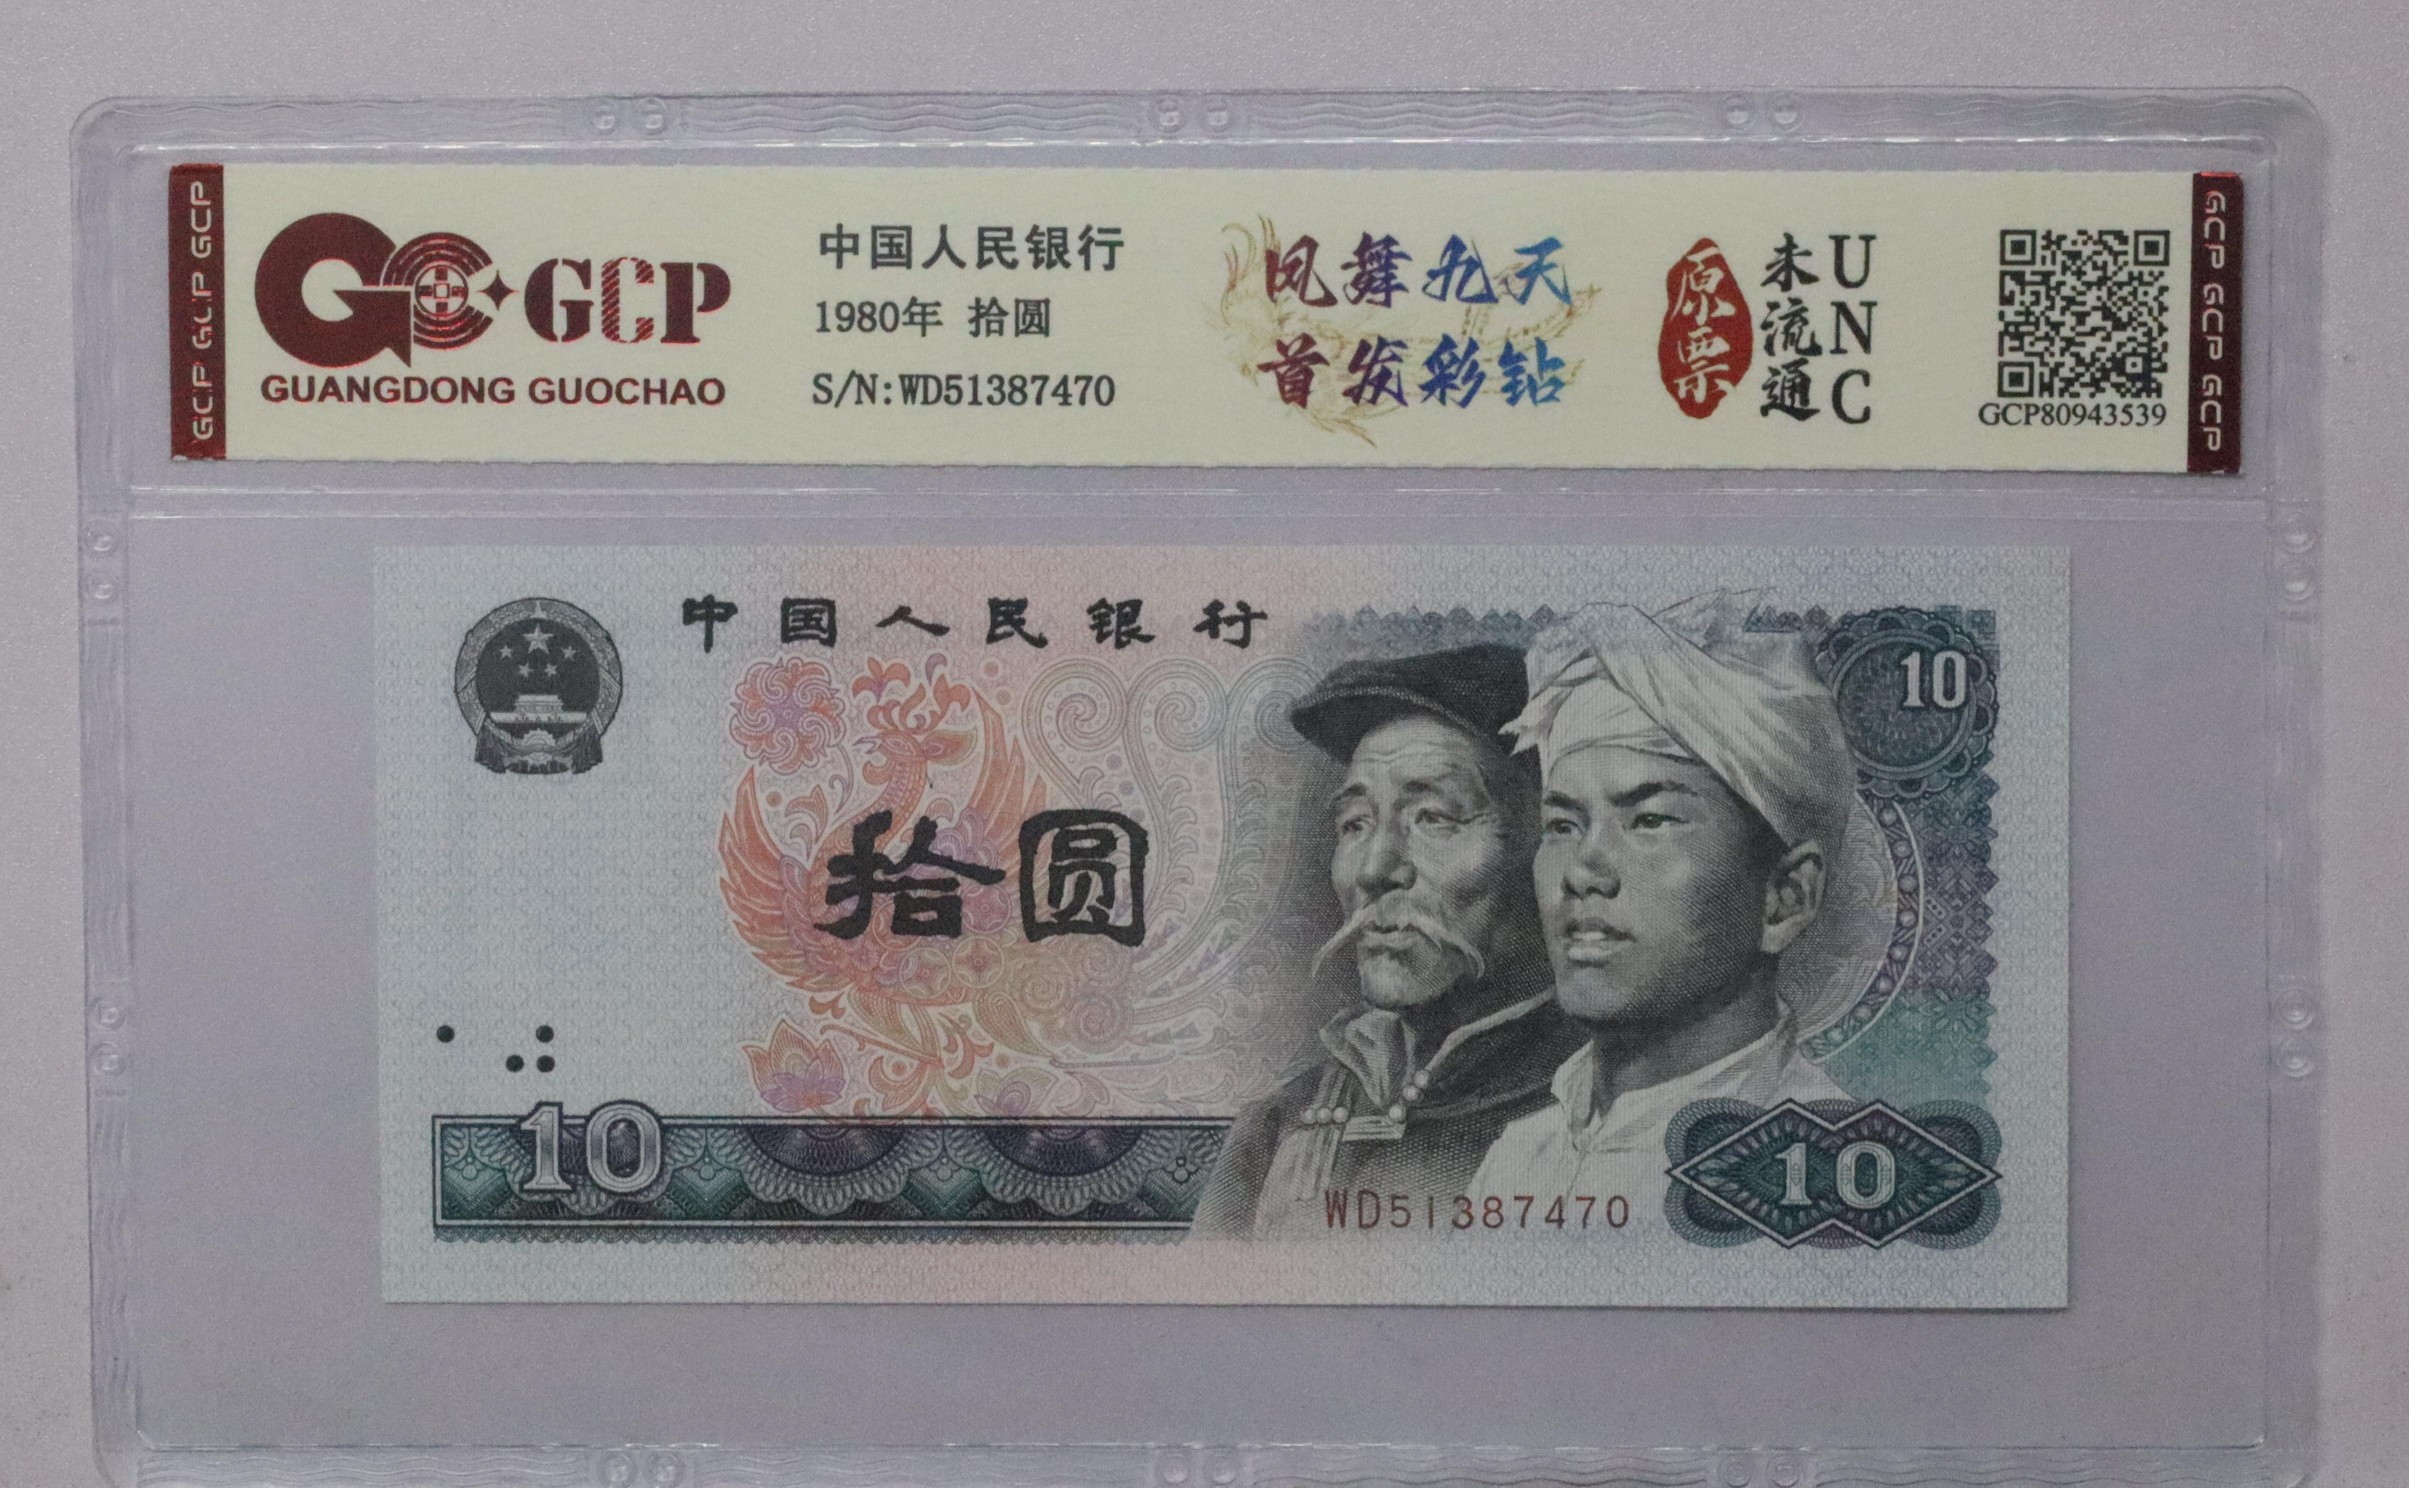 GCP GCP GCP
GCP
GUANGDONG GUOCHAO
中国人民银行
1980年 拾圆
S/N:WD51387470
凤舞九天
首发彩钻
原票
未流通
UNC
GCP80943539
GCP GCP GCP
中国人民银行
10
拾圆
10
WD51387470
10